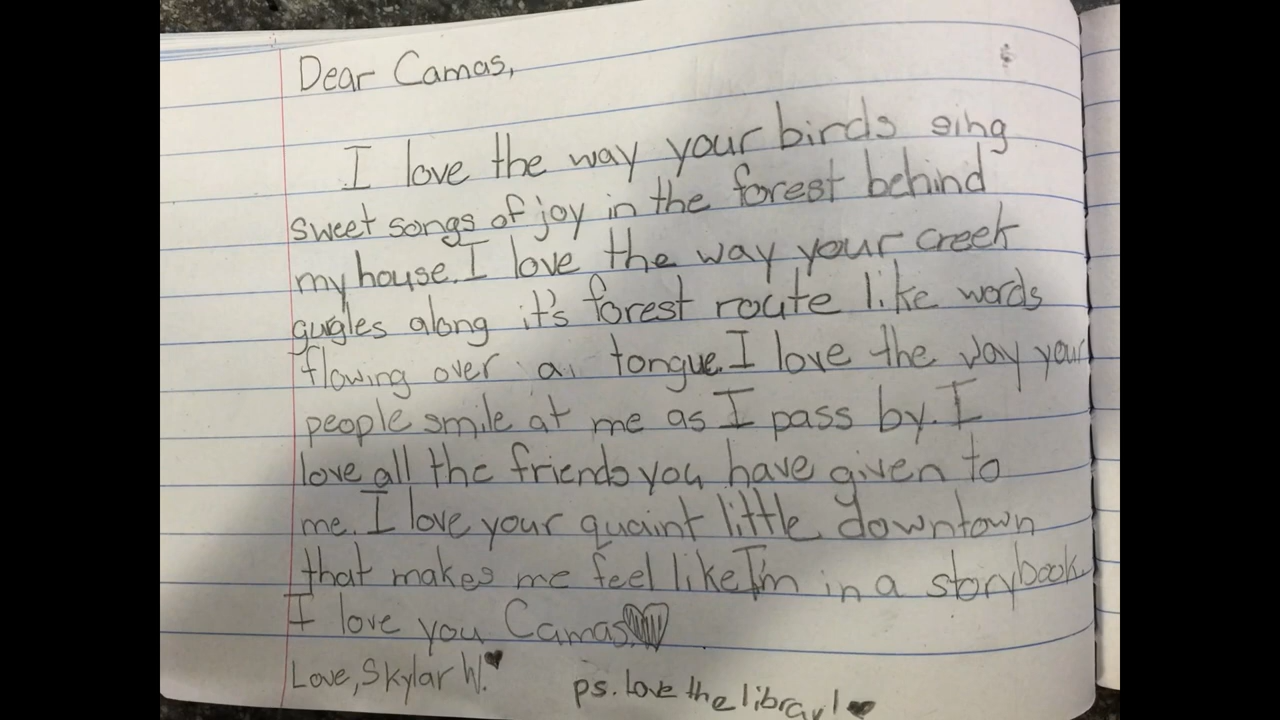 Dear Camas,
I love the way your birds sing
sweet songs of joy in the forest behind
my house. I love the way your creek
gurgles along it's forest route like words
flowing over a tongue. I love the way your
people smile at me as I pass by. I
love all the friends you have given to
me. I love your quaint little downtown
that makes me feel like I'm in a storybook.
I love you Camas
Love, Skylar W.
ps. Love the library!